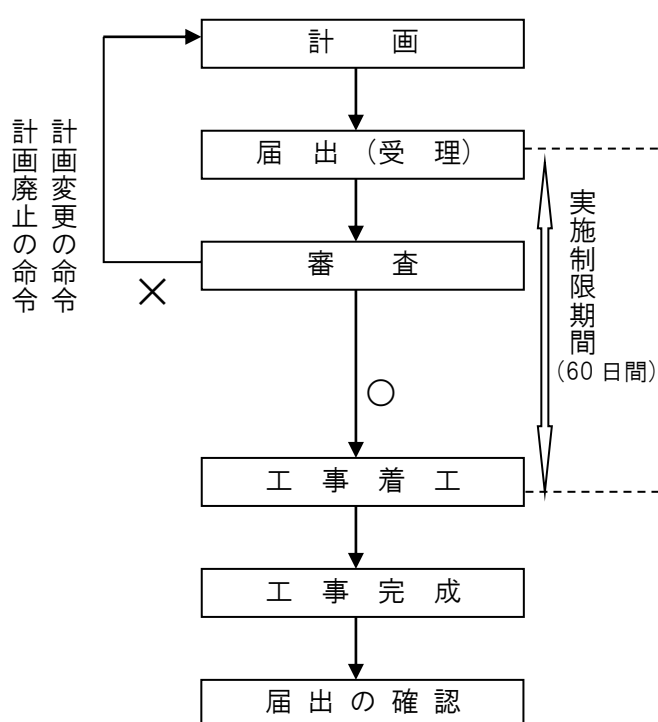 計画
届出（受理）
審査
計画変更の命令
計画廃止の命令
×
○
実施制限期間
（60日間）
工事着工
工事完成
届出の確認